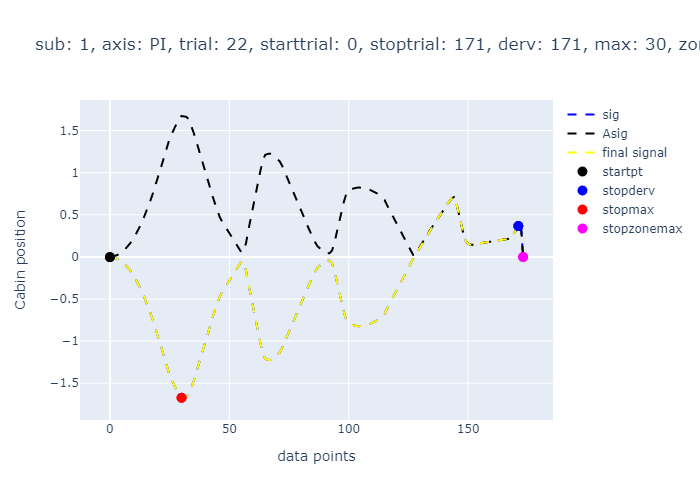 sub: 1, axis: PI, trial: 22, starttrial: 0, stoptrial: 171, derv: 171, max: 30, zo
1.5
1
0.5
0
−0.5
−1
−1.5
Cabin position
0
50
100
150
data points
sig
Asig
final signal
startpt
stopderv
stopmax
stopzonemax